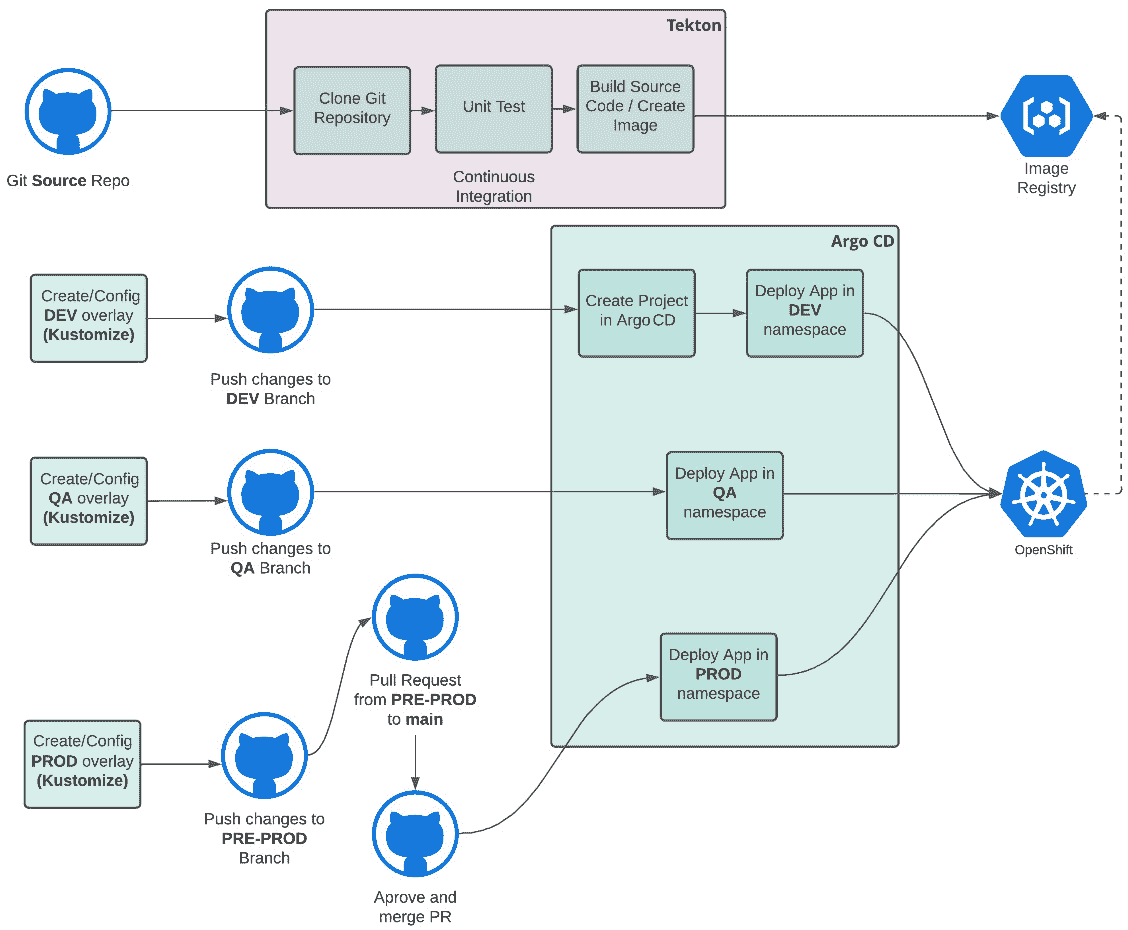 Tekton
Clone Git
Repository
Unit Test
Build Source
Code / Create
Image
Continuous
Integration
Git Source Repo
Image
Registry
Argo CD
Create/Config
DEV overlay
(Kustomize)
Push changes to
DEV Branch
Create Project
in ArgoCD
Deploy App in
DEV
namespace
Create/Config
QA overlay
(Kustomize)
Push changes to
QA Branch
Deploy App in
QA
namespace
OpenShift
Create/Config
PROD overlay
(Kustomize)
Push changes to
PRE-PROD
Branch
Pull Request
from PRE-PROD
to main
Aprove and
merge PR
Deploy App in
PROD
namespace